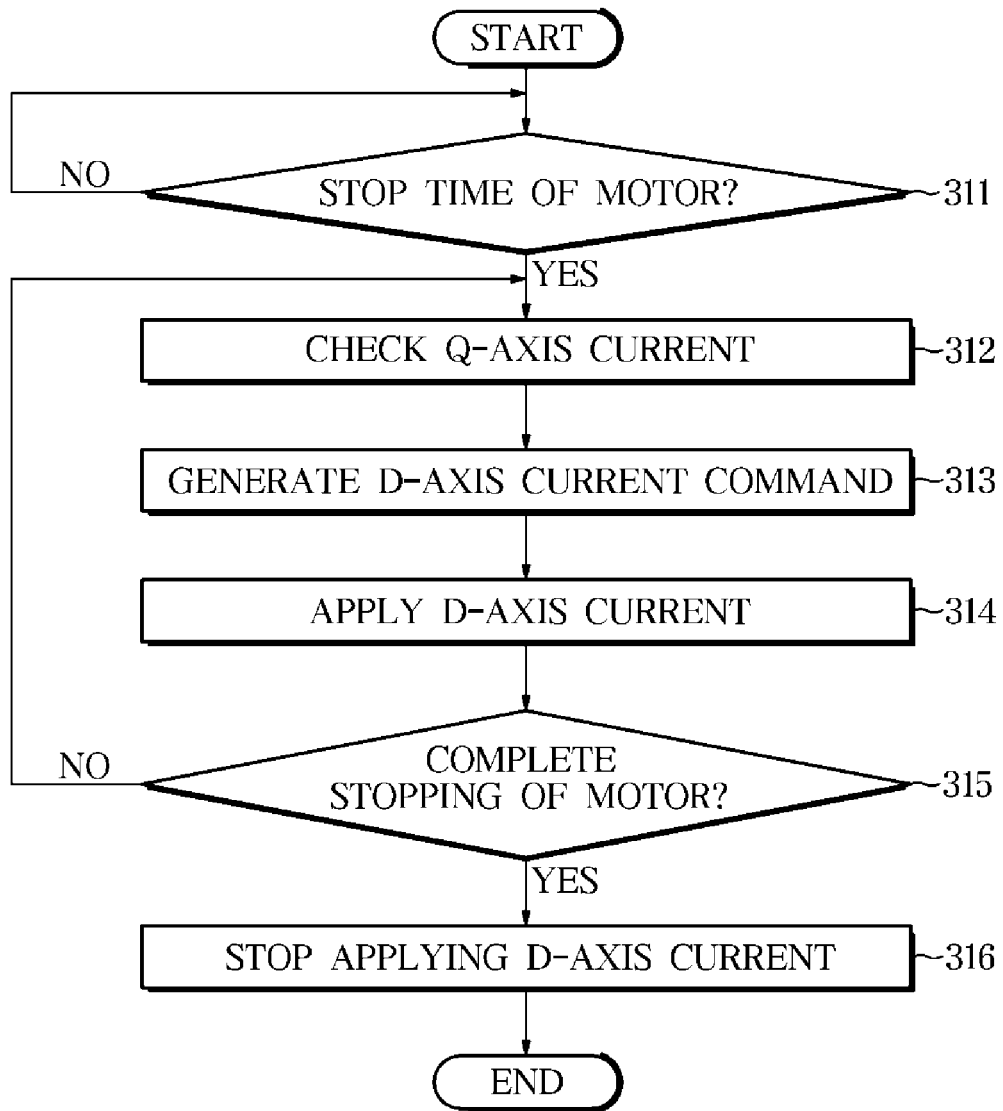 START
NO
STOP TIME OF MOTOR?
311
YES
CHECK Q-AXIS CURRENT
312
GENERATE D-AXIS CURRENT COMMAND
313
APPLY D-AXIS CURRENT
314
NO
COMPLETE
STOPPING OF MOTOR?
315
YES
STOP APPLYING D-AXIS CURRENT
316
END